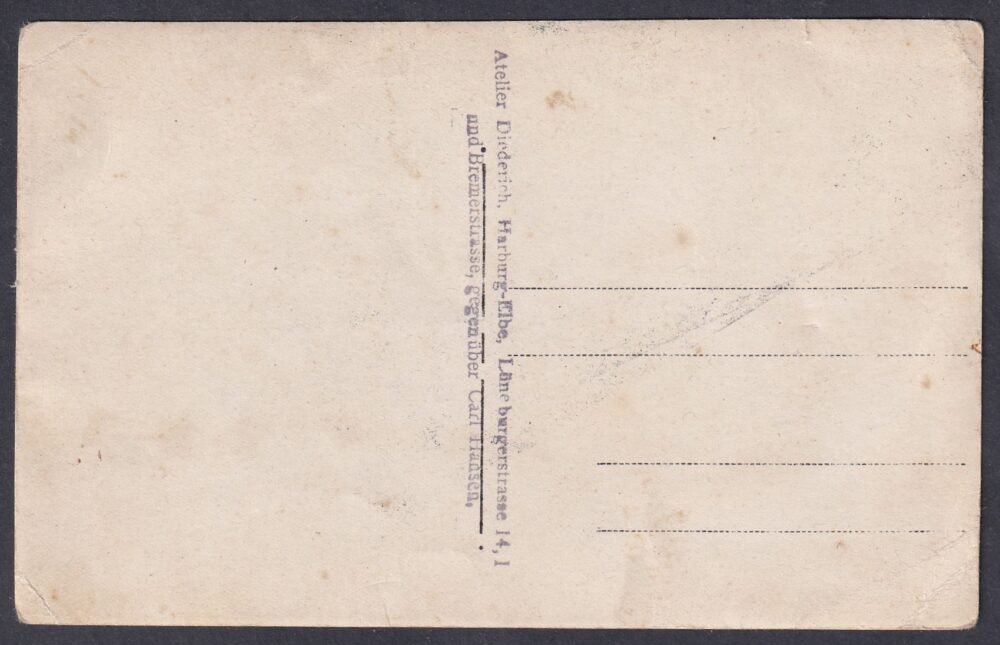 Atelier Diederich, Harburg-Elbe, Lüneburgerstrasse 14, I
und Bremerstrasse, gegenüber Carl Hansen.